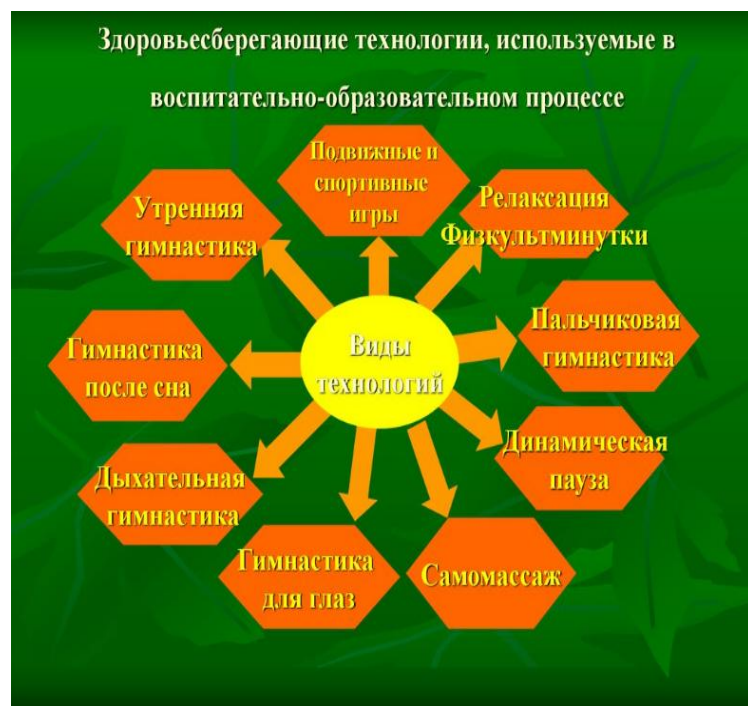 Здоровьесберегающие технологии, используемые в
воспитательно-образовательном процессе
Подвижные и
спортивные
игры
Релаксация
Физкультминутки
Утренняя
гимнастика
Пальчиковая
гимнастика
Виды
технологий
Гимнастика
после сна
Динамическая
пауза
Дыхательная
гимнастика
Гимнастика
для глаз
Самомассаж